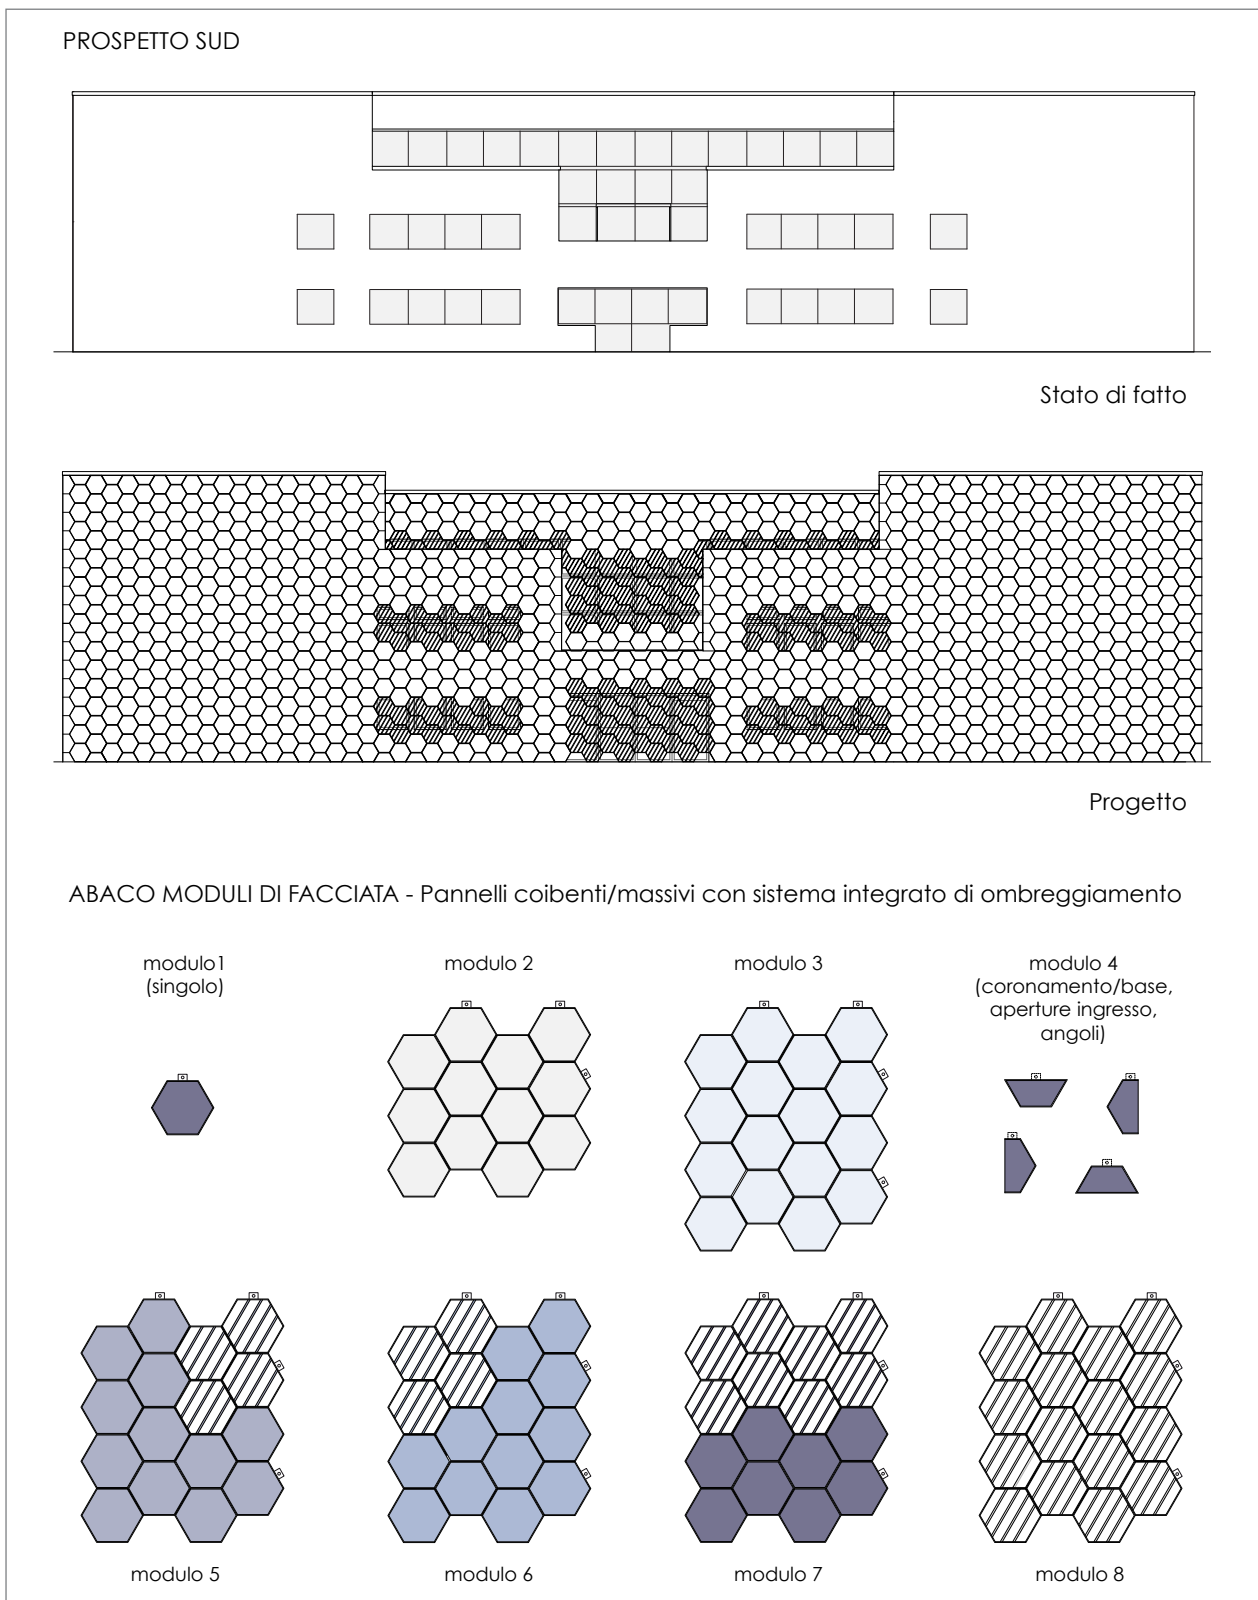 PROSPETTO SUD
Stato di fatto
Progetto
ABACO MODULI DI FACCIATA - Pannelli coibenti/massivi con sistema integrato di ombreggiamento
modulo1
(singolo)
modulo 2
modulo 3
modulo 4
(coronamento/base,
aperture ingresso,
angoli)
modulo 5
modulo 6
modulo 7
modulo 8